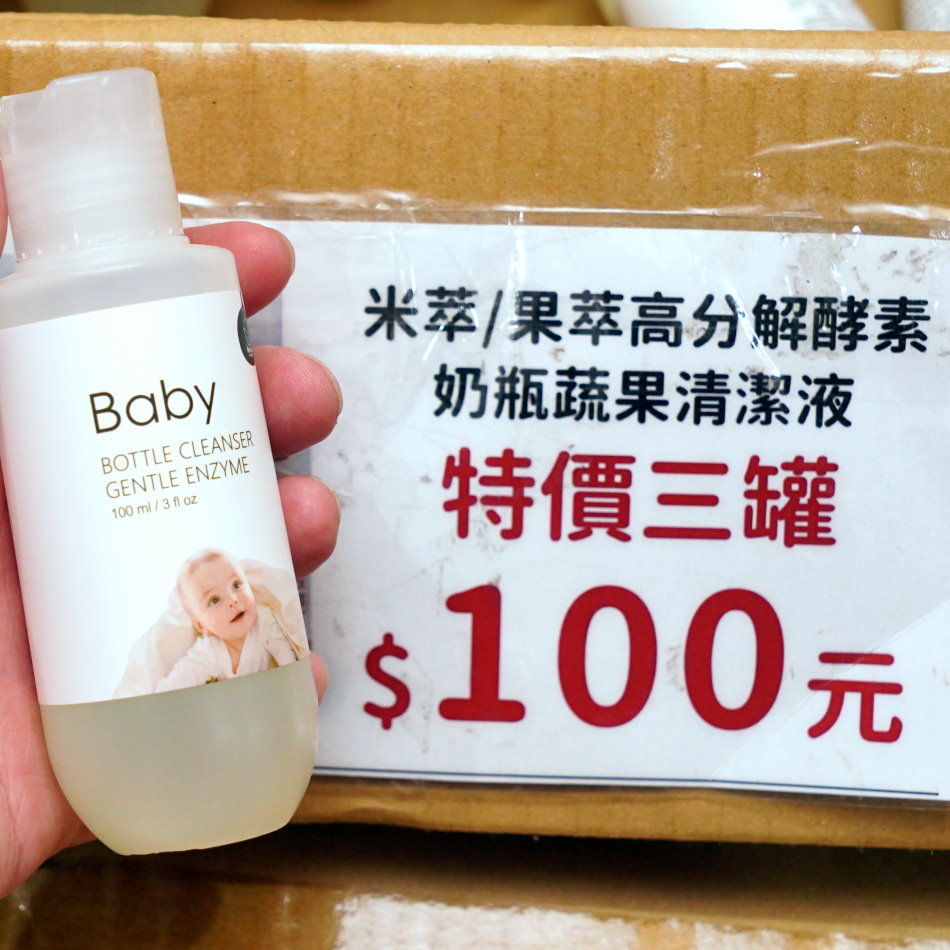 Baby
BOTTLE CLEANSER
GENTLE ENZYME
100 ml / 3 fl oz
米萃/果萃高分解酵素
奶瓶蔬果清潔液
特價三罐
$100元